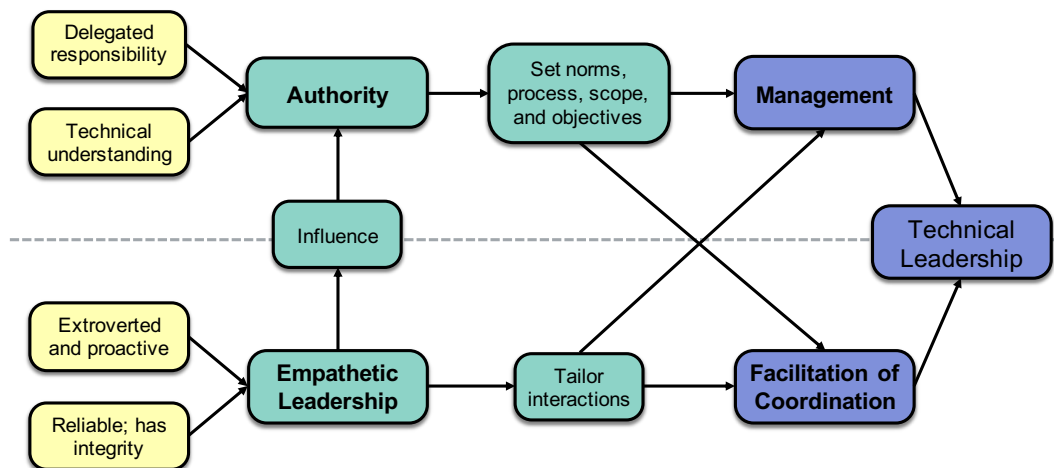 Delegated
responsibility
Technical
understanding
Authority
Set norms,
process, scope,
and objectives
Management
Influence
Technical
Leadership
Extroverted
and proactive
Reliable; has
integrity
Empathetic
Leadership
Tailor
interactions
Facilitation of
Coordination